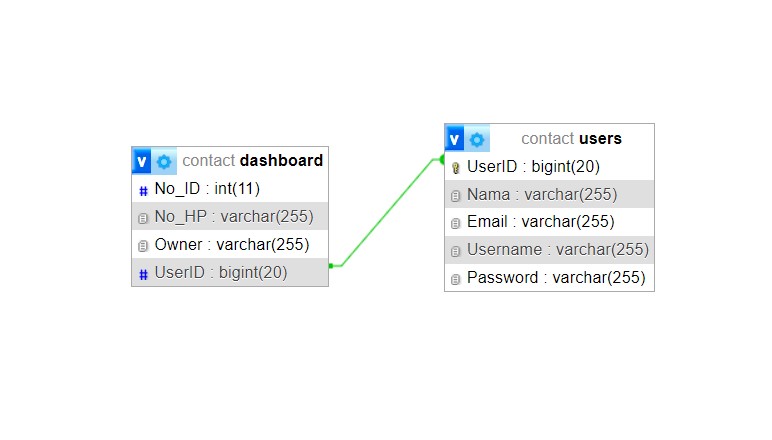 v contact dashboard
# No_ID : int(11)
No_HP : varchar(255)
Owner : varchar(255)
# UserID : bigint(20)
v contact users
UserID : bigint(20)
Nama : varchar(255)
Email : varchar(255)
Username : varchar(255)
Password : varchar(255)